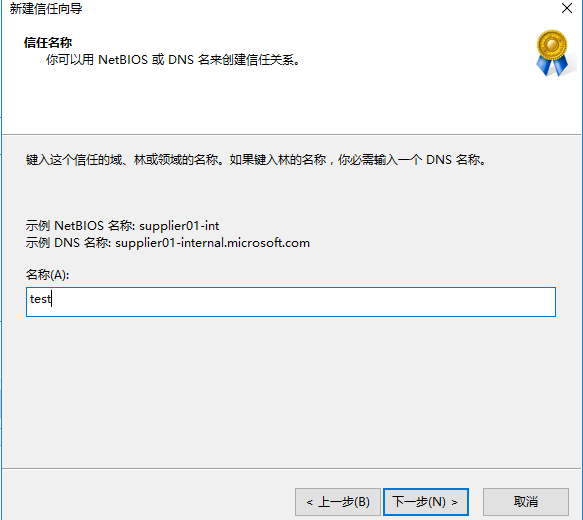 新建信任向导
信任名称
你可以用 NetBIOS 或 DNS 名来创建信任关系。
键入这个信任的域、林或领域的名称。如果键入林的名称，你必需输入一个 DNS 名称。
示例 NetBIOS 名称: supplier01-int
示例 DNS 名称: supplier01-internal.microsoft.com
名称(A):
test
< 上一步(B) 下一步(N) > 取消